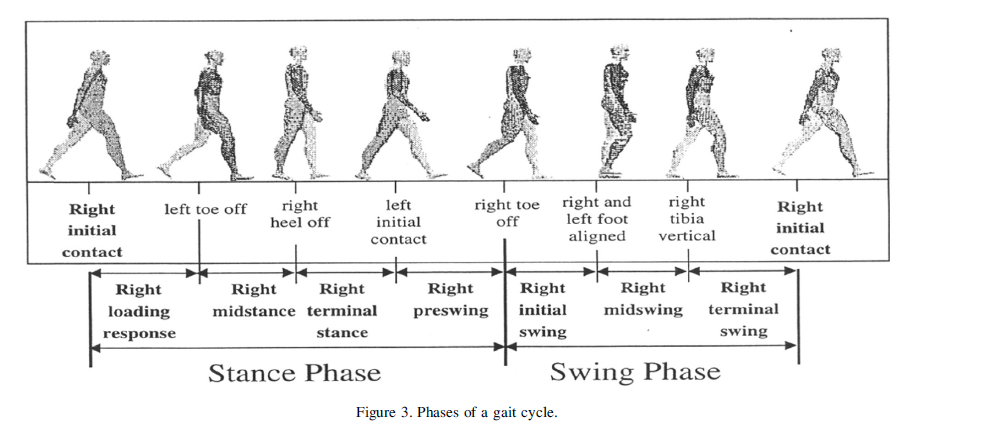 Right
initial
contact
left toe off
right
heel off
left
initial
contact
right toe
off
right and
left foot
aligned
right
tibia
vertical
Right
initial
contact
Right
loading
response
Right
midstance
Right
terminal
stance
Right
preswing
Right
initial
swing
Right
midswing
Right
terminal
swing
Stance Phase
Swing Phase
Figure 3. Phases of a gait cycle.